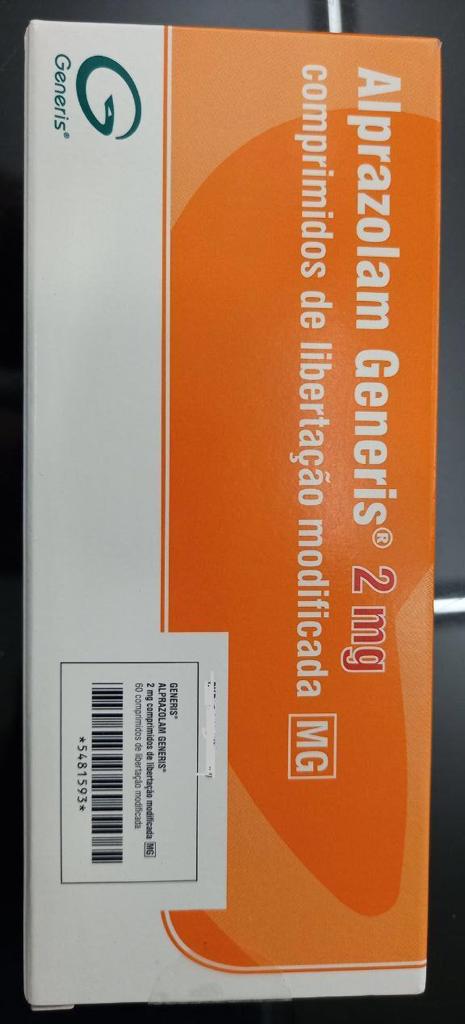 Alprazolam Generis® 2 mg
comprimidos de libertação modificada MG
Generis®
GENERIS®
ALPRAZOLAM GENERIS®
2 mg comprimidos de libertação modificada MG
60 comprimidos de libertação modificada
*5481593*